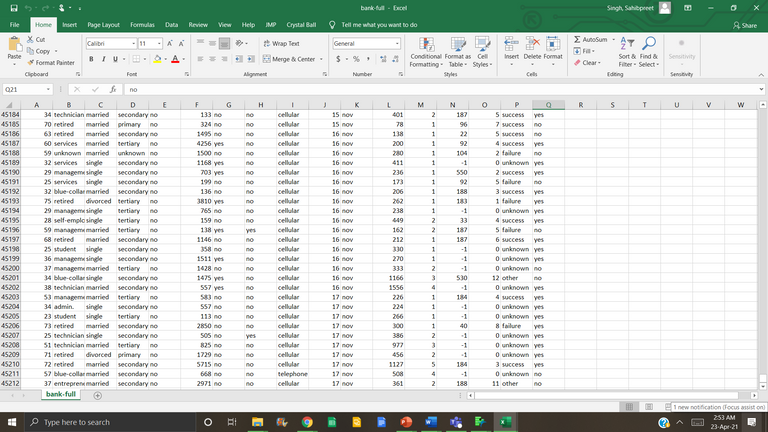 bank-full - Excel
Singh, Sahibpreet
File Home Insert Page Layout Formulas Data Review View Help JMP Crystal Ball Tell me what you want to do Share
Cut
Copy
Format Painter
Paste
Clipboard
Calibri 11
B I U
Font
Wrap Text
Merge & Center
Alignment
General
$ % ,
Number
Conditional Formatting
Format as Table
Cell Styles
Styles
Insert Delete Format
Cells
AutoSum
Fill
Clear
Sort & Filter
Find & Select
Editing
Sensitivity
Sensitivity
Q21 fx no
A B C D E F G H I J K L M N O P Q R S T U V W
45184 34 technician married secondary no 133 no no cellular 15 nov 401 2 187 5 success yes
45185 70 retired married primary no 324 no no cellular 15 nov 78 1 96 7 success no
45186 63 retired married secondary no 1495 no no cellular 16 nov 138 1 22 5 success no
45187 60 services married tertiary no 4256 yes no cellular 16 nov 200 1 92 4 success yes
45188 59 unknown married unknown no 1500 no no cellular 16 nov 280 1 104 2 failure no
45189 32 services single secondary no 1168 yes no cellular 16 nov 411 1 -1 0 unknown yes
45190 29 managem single secondary no 703 yes no cellular 16 nov 236 1 550 2 success yes
45191 25 services single secondary no 199 no no cellular 16 nov 173 1 92 5 failure no
45192 32 blue-collar married secondary no 136 no no cellular 16 nov 206 1 188 3 success yes
45193 75 retired divorced tertiary no 3810 yes no cellular 16 nov 262 1 183 1 failure yes
45194 29 managem single tertiary no 765 no no cellular 16 nov 238 1 -1 0 unknown yes
45195 28 self-emplo single tertiary no 159 no no cellular 16 nov 449 2 33 4 success yes
45196 59 managem married tertiary no 138 yes yes cellular 16 nov 162 2 187 5 failure no
45197 68 retired married secondary no 1146 no no cellular 16 nov 212 1 187 6 success yes
45198 25 student single secondary no 358 no no cellular 16 nov 330 1 -1 0 unknown yes
45199 36 managem single secondary no 1511 yes no cellular 16 nov 270 1 -1 0 unknown yes
45200 37 managem married tertiary no 1428 no no cellular 16 nov 333 2 -1 0 unknown no
45201 34 blue-collar single secondary no 1475 yes no cellular 16 nov 1166 3 530 12 other no
45202 38 technician married secondary no 557 yes no cellular 16 nov 1556 4 -1 0 unknown yes
45203 53 managem married tertiary no 583 no no cellular 17 nov 226 1 184 4 success yes
45204 34 admin. single secondary no 557 no no cellular 17 nov 224 1 -1 0 unknown yes
45205 23 student single tertiary no 113 no no cellular 17 nov 266 1 -1 0 unknown yes
45206 73 retired married secondary no 2850 no no cellular 17 nov 300 1 40 8 failure yes
45207 25 technician single secondary no 505 no yes cellular 17 nov 386 2 -1 0 unknown yes
45208 51 technician married tertiary no 825 no no cellular 17 nov 977 3 -1 0 unknown yes
45209 71 retired divorced primary no 1729 no no cellular 17 nov 456 2 -1 0 unknown yes
45210 72 retired married secondary no 5715 no no cellular 17 nov 1127 5 184 3 success yes
45211 57 blue-collar married secondary no 668 no no telephone 17 nov 508 4 -1 0 unknown no
45212 37 entrepren married secondary no 2971 no no cellular 17 nov 361 2 188 11 other no
bank-full
1 new notification (Focus assist on)
Type here to search
2:53 AM
23-Apr-21